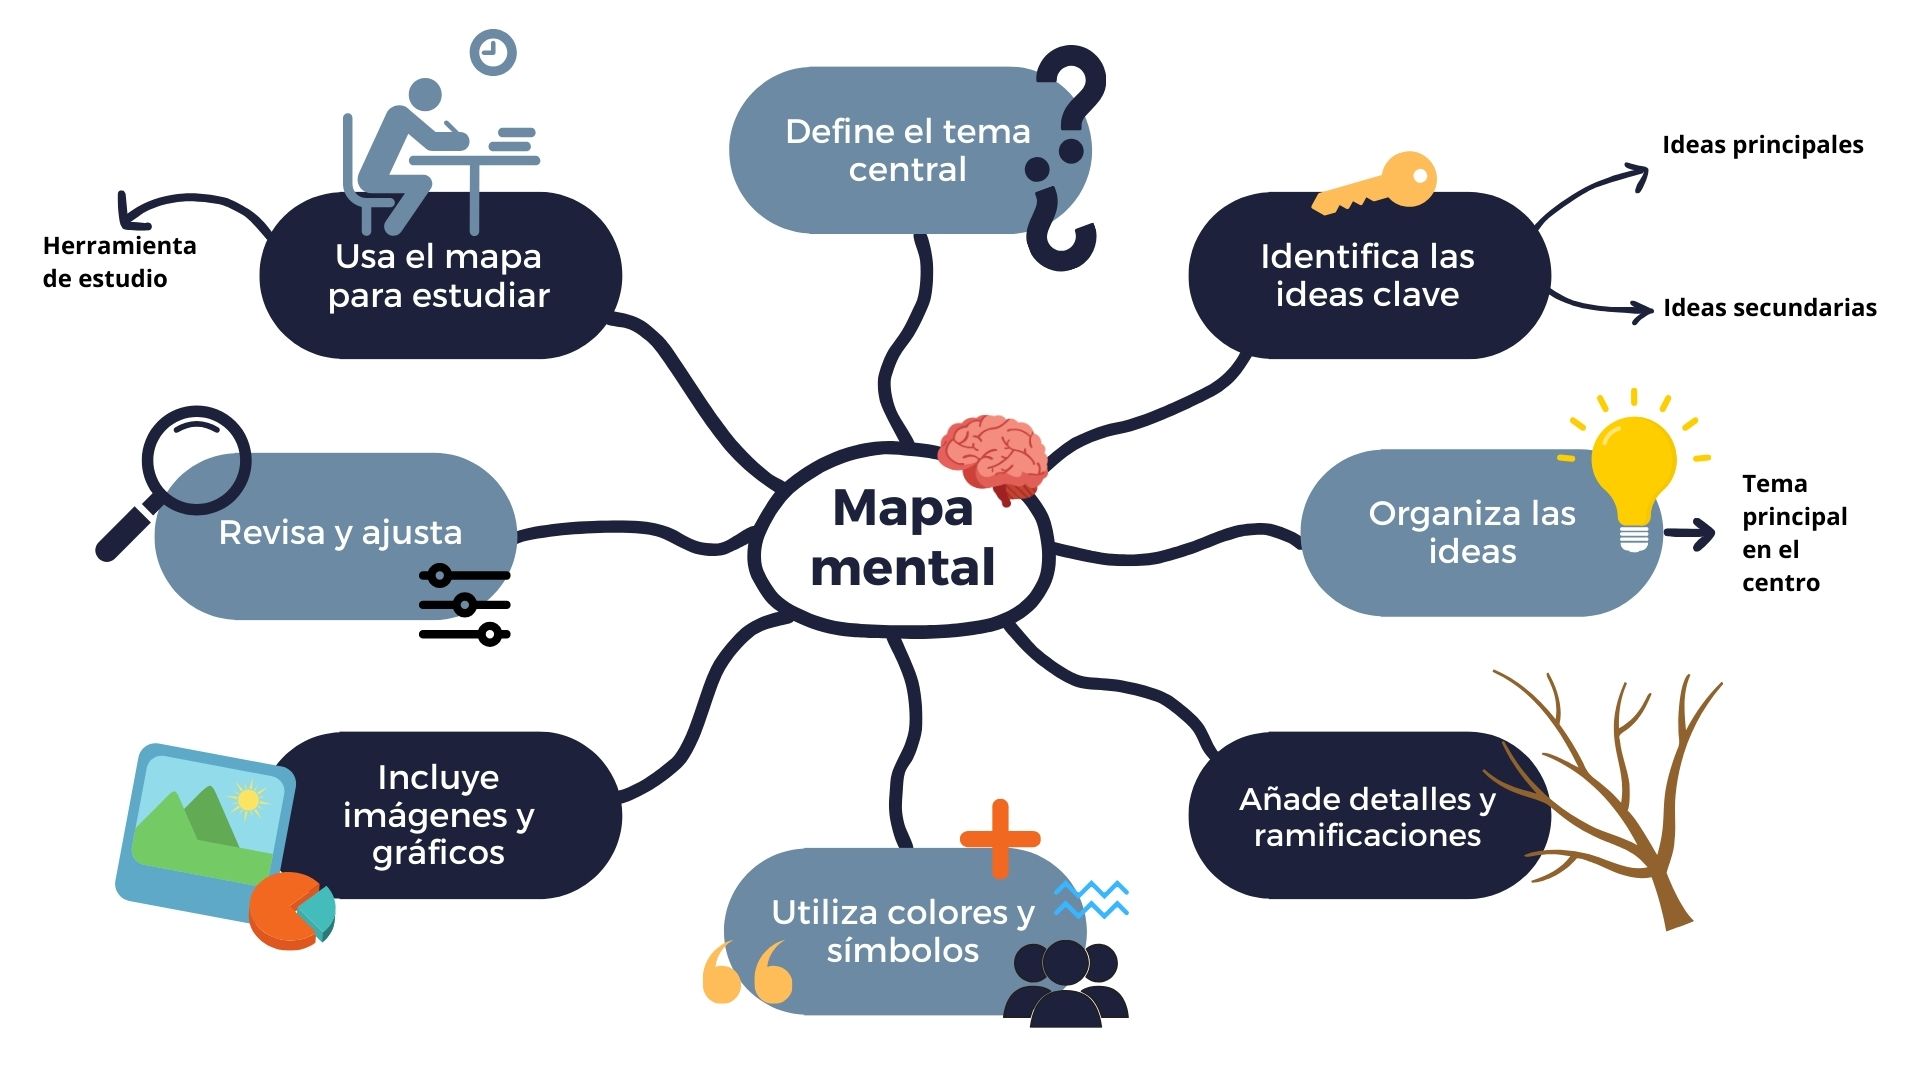 Mapa
mental
Define el tema
central
Identifica las
ideas clave
Ideas principales
Ideas secundarias
Organiza las
ideas
Tema
principal
en el
centro
Añade detalles y
ramificaciones
Utiliza colores y
símbolos
Incluye
imágenes y
gráficos
Revisa y ajusta
Usa el mapa
para estudiar
Herramienta
de estudio